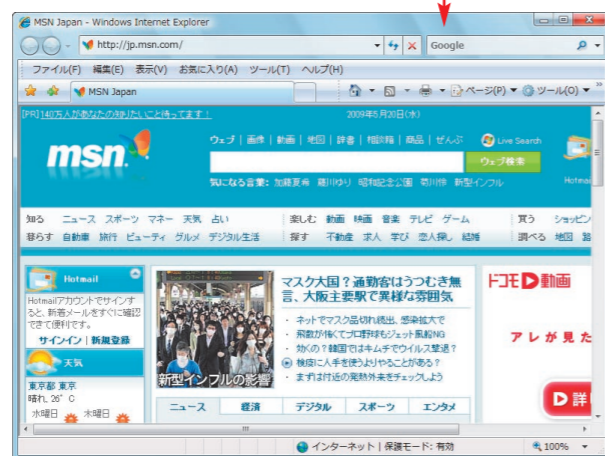 MSN Japan - Windows Internet Explorer
http://jp.msn.com/
Google
ファイル(F) 編集(E) 表示(V) お気に入り(A) ツール(T) ヘルプ(H)
MSN Japan
ページ(P) ツール(O)
[PR]140万人があなたの知りたいこと待ってます!
2009年5月20日(水)
msn
ウェブ | 画像 | 動画 | 地図 | 辞書 | 相談箱 | 商品 | ぜんぶ
Live Search
ウェブ検索
気になる言葉: 加藤夏希 昭和記念公園 菊川怜 新型インフル
Hotmail
知る ニュース スポーツ マネー 天気 占い
楽しむ 動画 映画 音楽 テレビ ゲーム
買う ショッピン
暮らす 自動車 旅行 ビューティ グルメ デジタル生活
探す 不動産 求人 学び 恋人探し 結婚
調べる 地図
Hotmail
Hotmailアカウントでサインす
ると、新着メールをすぐに確認
できて便利です。
サインイン | 新規登録
天気
東京都 東京
晴れ, 26° C
水曜日 木曜日
新型インフルの影響
マスク大国?通勤客はうつむき無
言、大阪主要駅で異様な雰囲気
・ ネットでマスク品切れ続出、感染拡大で
・ 飛散が怖くてプロ野球もジェット風船NG
・ 効くの?韓国ではキムチでウイルス撃退?
検疫に人手を使うよりやることがある?
・ まずは付近の発熱外来をチェックしよう
ニュース 経済 デジタル スポーツ エンタメ
ドコモ動画
アレが見た
詳
インターネット | 保護モード: 有効
100%